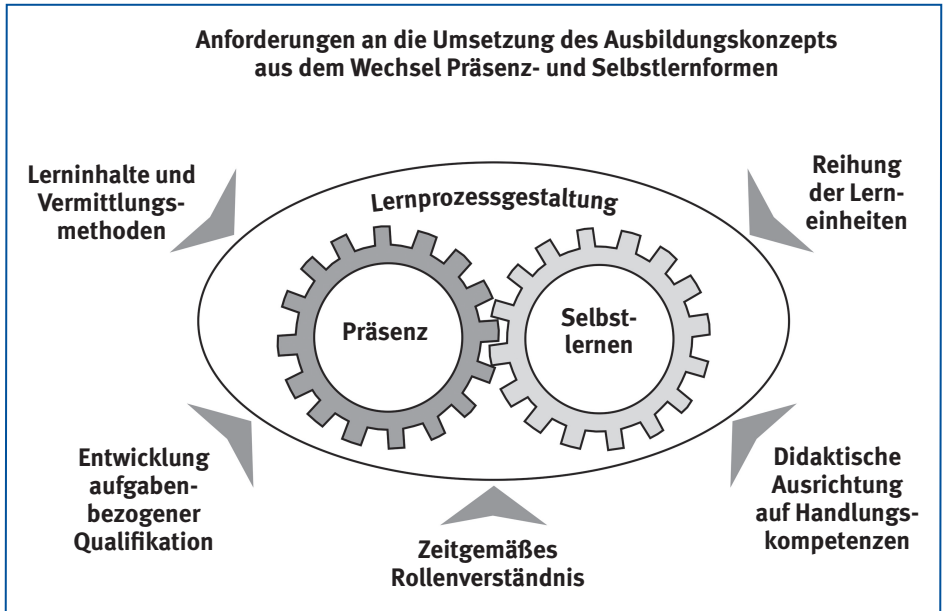 Anforderungen an die Umsetzung des Ausbildungskonzepts
aus dem Wechsel Präsenz- und Selbstlernformen
Lerninhalte und
Vermittlungs-
methoden
Reihung
der Lern-
einheiten
Lernprozessgestaltung
Präsenz
Selbst-
lernen
Entwicklung
aufgaben-
bezogener
Qualifikation
Zeitgemäßes
Rollenverständnis
Didaktische
Ausrichtung
auf Handlungs-
kompetenzen